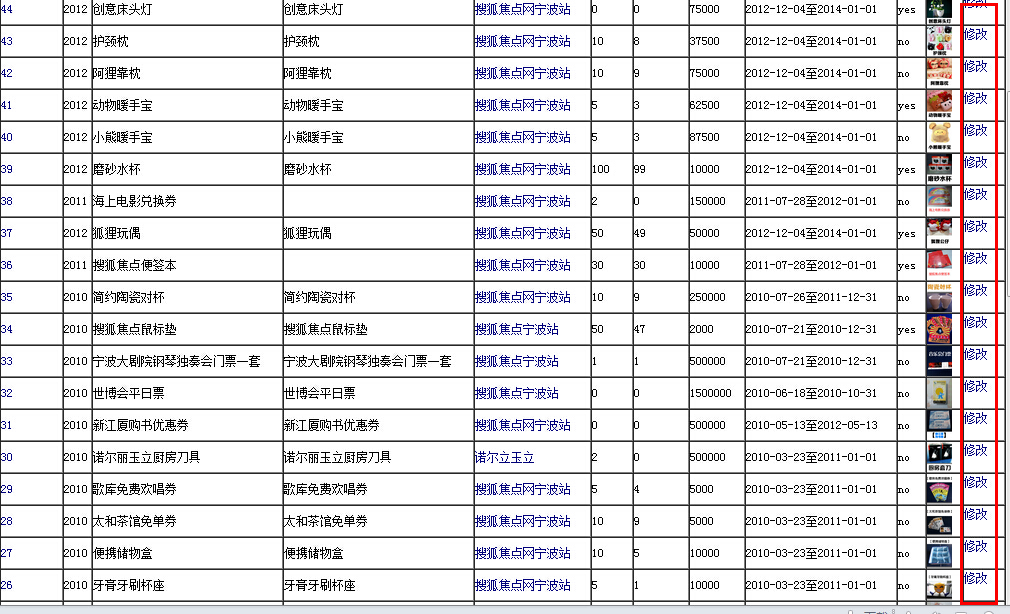 44 2012 创意床头灯 创意床头灯 搜狐焦点网宁波站 0 0 75000 2012-12-04至2014-01-01 yes 修改
43 2012 护颈枕 护颈枕 搜狐焦点网宁波站 10 8 37500 2012-12-04至2014-01-01 no 修改
42 2012 阿狸靠枕 阿狸靠枕 搜狐焦点网宁波站 10 9 75000 2012-12-04至2014-01-01 no 修改
41 2012 动物暖手宝 动物暖手宝 搜狐焦点网宁波站 5 3 62500 2012-12-04至2014-01-01 yes 动物暖手宝 修改
40 2012 小熊暖手宝 小熊暖手宝 搜狐焦点网宁波站 5 3 87500 2012-12-04至2014-01-01 no 小熊暖手宝 修改
39 2012 磨砂水杯 磨砂水杯 搜狐焦点网宁波站 100 99 10000 2012-12-04至2014-01-01 yes 磨砂水杯 修改
38 2011 海上电影兑换券 搜狐焦点网宁波站 2 0 150000 2011-07-28至2012-01-01 no 修改
37 2012 狐狸玩偶 狐狸玩偶 搜狐焦点网宁波站 50 49 50000 2012-12-04至2014-01-01 yes 修改
36 2011 搜狐焦点便签本 搜狐焦点网宁波站 30 30 10000 2011-07-28至2012-01-01 yes 修改
35 2010 简约陶瓷对杯 简约陶瓷对杯 搜狐焦点网宁波站 10 9 250000 2010-07-26至2011-12-31 no 陶瓷对杯 修改
34 2010 搜狐焦点鼠标垫 搜狐焦点鼠标垫 搜狐焦点宁波站 50 47 2000 2010-07-21至2010-12-31 yes 修改
33 2010 宁波大剧院钢琴独奏会门票一套 宁波大剧院钢琴独奏会门票一套 搜狐焦点宁波站 1 1 500000 2010-07-21至2010-12-31 no 音乐会门票 修改
32 2010 世博会平日票 世博会平日票 搜狐焦点宁波站 0 0 1500000 2010-06-18至2010-10-31 no 修改
31 2010 新江厦购书优惠券 新江厦购书优惠券 搜狐焦点网宁波站 0 0 500000 2010-05-13至2012-05-13 no 修改
30 2010 诺尔丽玉立厨房刀具 诺尔丽玉立厨房刀具 诺尔立玉立 2 0 500000 2010-03-23至2011-01-01 no 厨房套刀 修改
29 2010 歌库免费欢唱券 歌库免费欢唱券 搜狐焦点网宁波站 5 4 5000 2010-03-23至2011-01-01 no 修改
28 2010 太和茶馆免单券 太和茶馆免单券 搜狐焦点网宁波站 10 9 5000 2010-03-23至2011-01-01 no 修改
27 2010 便携储物盒 便携储物盒 搜狐焦点网宁波站 10 5 10000 2010-03-23至2011-01-01 no 修改
26 2010 牙膏牙刷杯座 牙膏牙刷杯座 搜狐焦点网宁波站 5 1 10000 2010-03-23至2011-01-01 no 修改